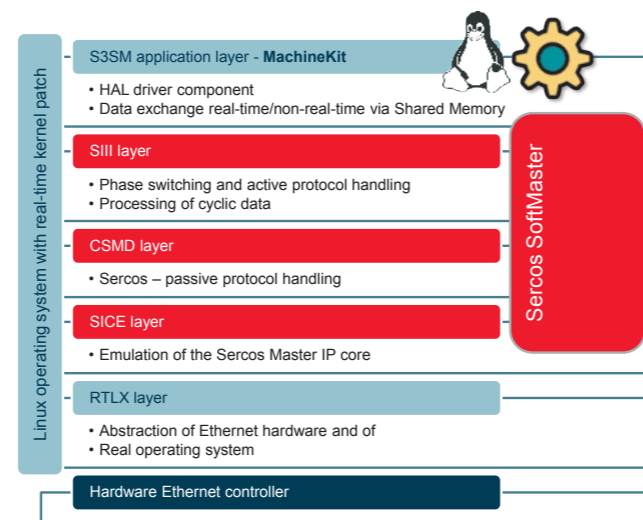 Linux operating system with real-time kernel patch
S3SM application layer - MachineKit
• HAL driver component
• Data exchange real-time/non-real-time via Shared Memory
SIII layer
• Phase switching and active protocol handling
• Processing of cyclic data
CSMD layer
• Sercos – passive protocol handling
SICE layer
• Emulation of the Sercos Master IP core
RTLX layer
• Abstraction of Ethernet hardware and of
• Real operating system
Hardware Ethernet controller
Sercos SoftMaster